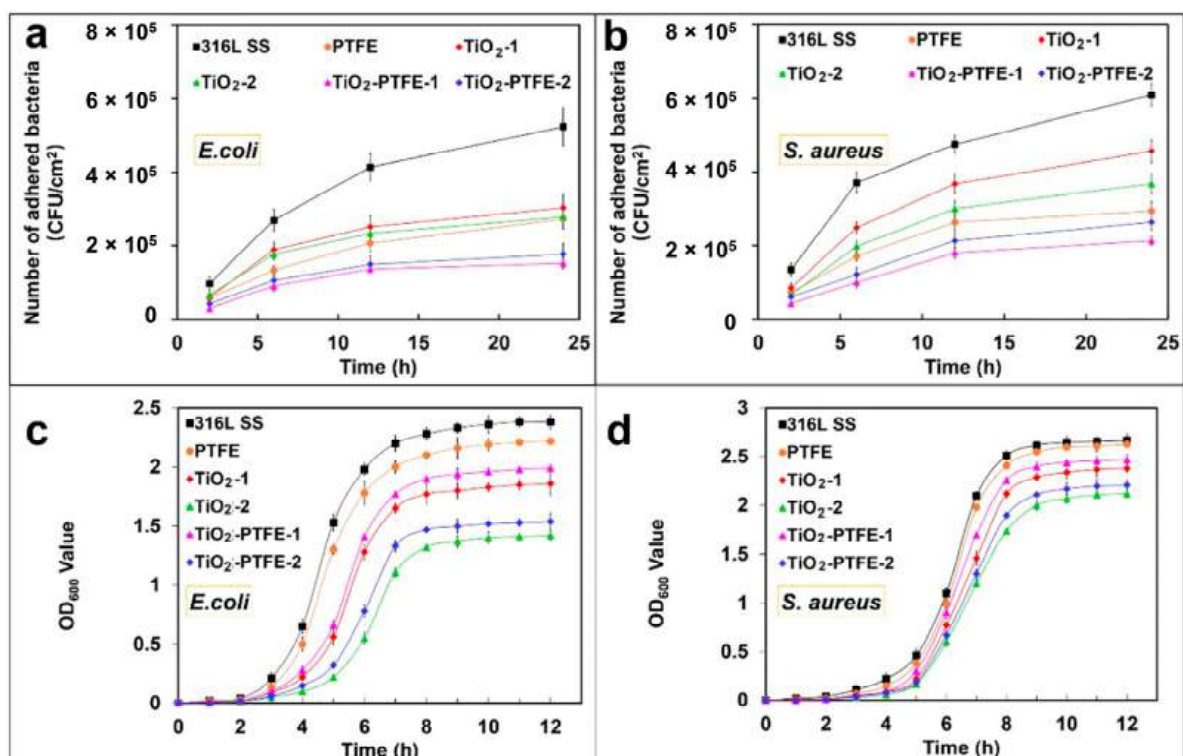 a
8 × 10⁵
6 × 10⁵
4 × 10⁵
2 × 10⁵
0
Number of adhered bacteria
(CFU/cm²)
316L SS
PTFE
TiO₂-1
TiO₂-2
TiO₂-PTFE-1
TiO₂-PTFE-2
E.coli
0 5 10 15 20 25
Time (h)
b
8 × 10⁵
6 × 10⁵
4 × 10⁵
2 × 10⁵
0
Number of adhered bacteria
(CFU/cm²)
316L SS
PTFE
TiO₂-1
TiO₂-2
TiO₂-PTFE-1
TiO₂-PTFE-2
S. aureus
0 5 10 15 20 25
Time (h)
c
2.5
2
1.5
1
0.5
0
OD₆₀₀ Value
316L SS
PTFE
TiO₂-1
TiO₂-2
TiO₂-PTFE-1
TiO₂-PTFE-2
E.coli
0 2 4 6 8 10 12
Time (h)
d
3
2.5
2
1.5
1
0.5
0
OD₆₀₀ Value
316L SS
PTFE
TiO₂-1
TiO₂-2
TiO₂-PTFE-1
TiO₂-PTFE-2
S. aureus
0 2 4 6 8 10 12
Time (h)